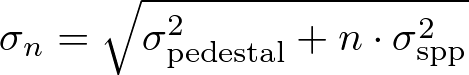 σ_n = √(σ²_pedestal + n · σ²_spp)